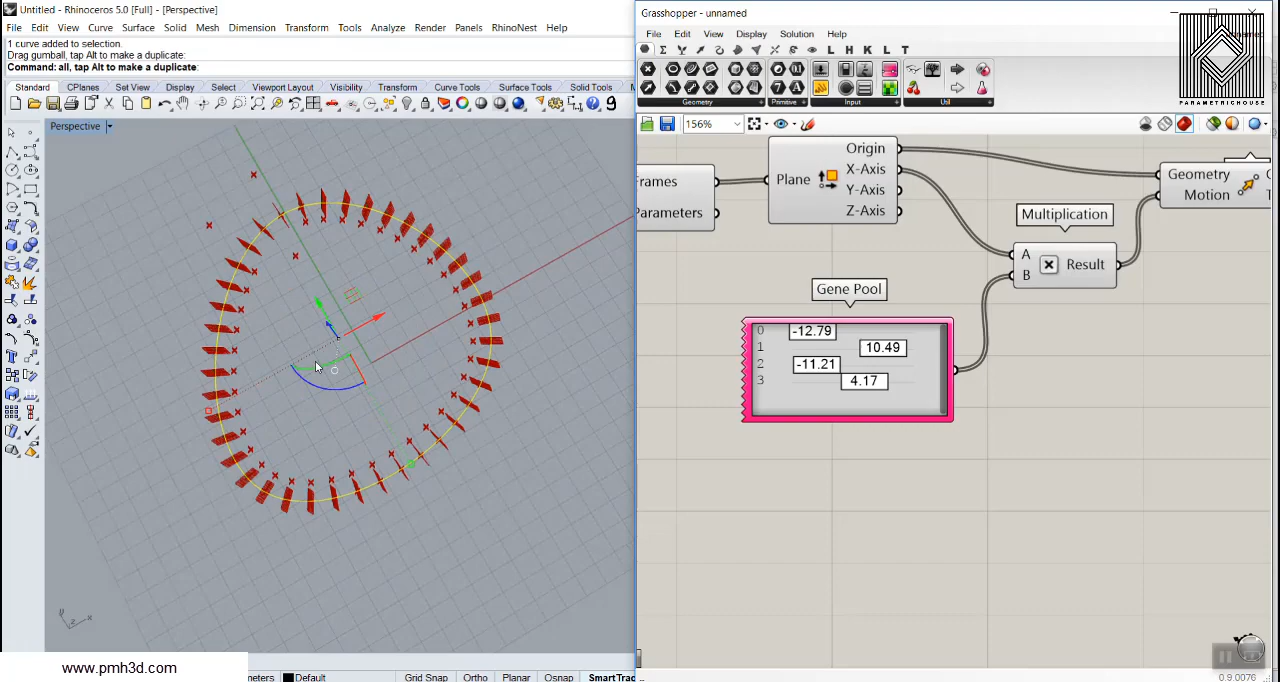 Untitled - Rhinoceros 5.0 [Full] - [Perspective]
File Edit View Curve Surface Solid Mesh Dimension Transform Tools Analyze Render Panels RhinoNest Help
1 curve added to selection.
Drag gumball, tap Alt to make a duplicate:
Command: all, tap Alt to make a duplicate:
Standard CPlanes Set View Display Select Viewport Layout Visibility Transform Curve Tools Surface Tools Solid Tools
Perspective
y
z x
www.pmh3d.com
meters Default Grid Snap Ortho Planar Osnap SmartTrac
Grasshopper - unnamed
File Edit View Display Solution Help
L H K L T
PARAMETRICHOUSE
Geometry Primitive Input Util
156%
Frames
Parameters
Plane
Origin
X-Axis
Y-Axis
Z-Axis
Geometry
Motion
Multiplication
A
B
Result
Gene Pool
0 -12.79
1 10.49
2 -11.21
3 4.17
0.9.0076